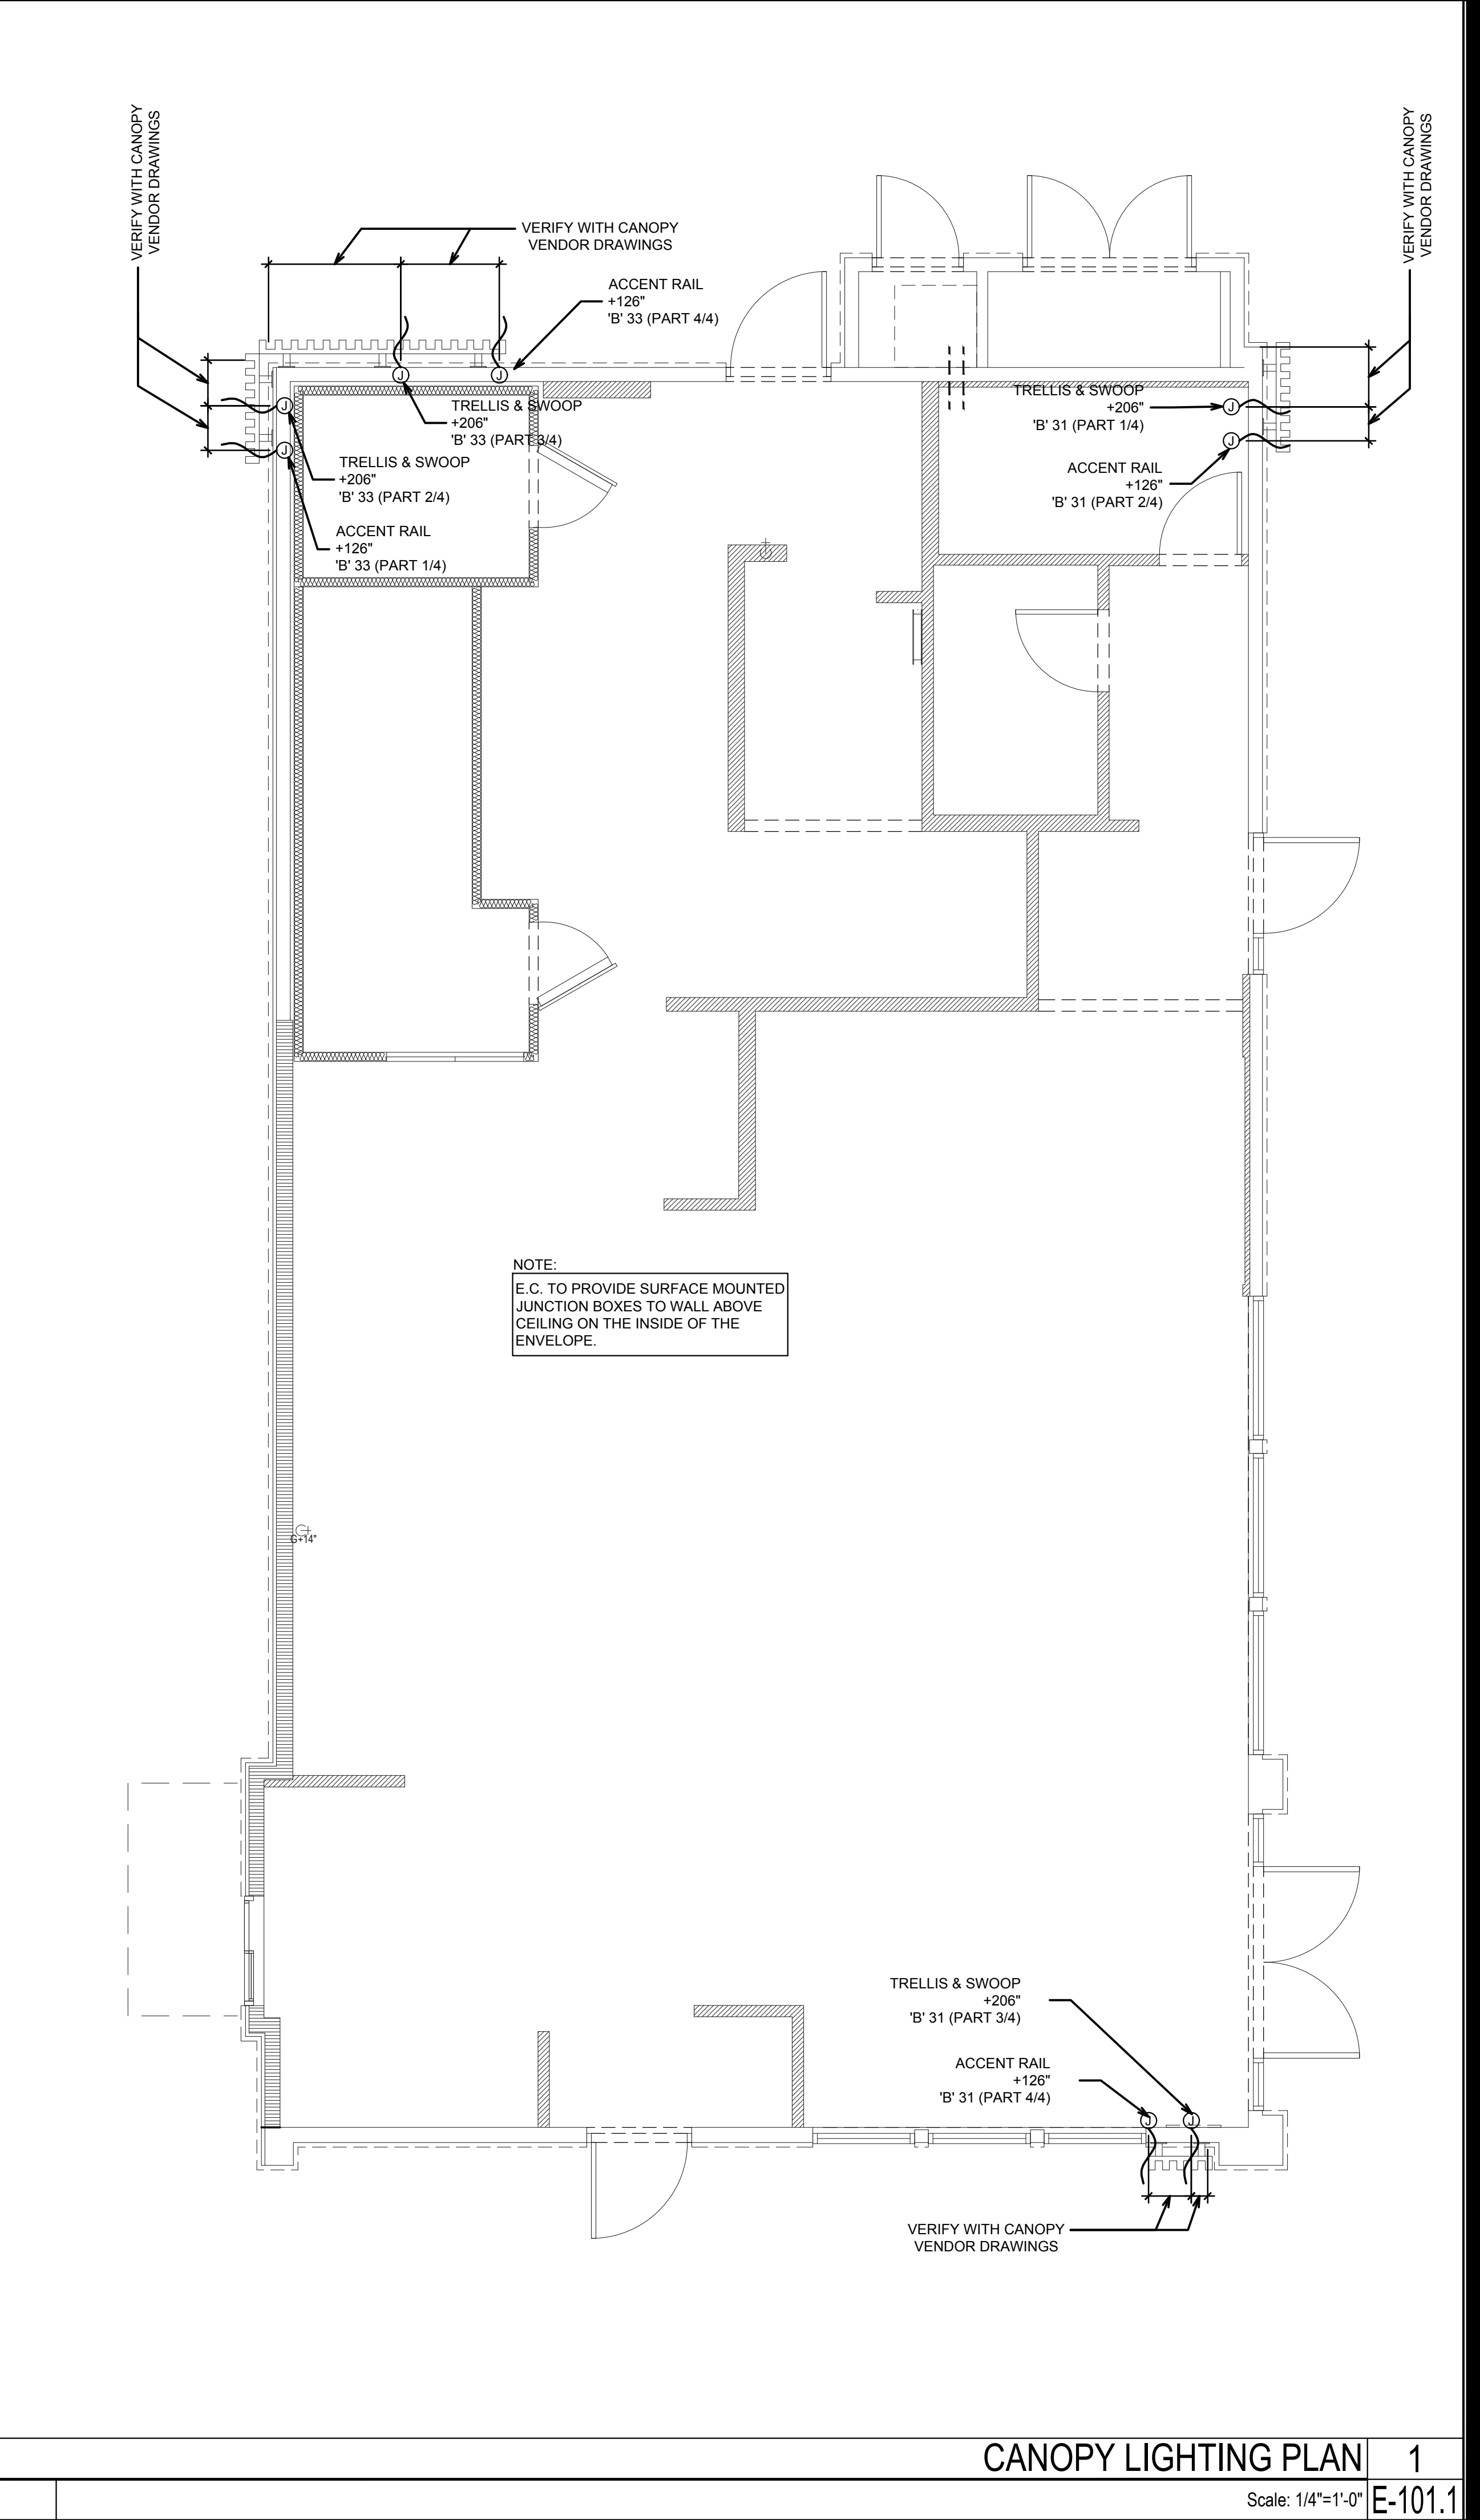 VERIFY WITH CANOPY
VENDOR DRAWINGS
VERIFY WITH CANOPY
VENDOR DRAWINGS
VERIFY WITH CANOPY
VENDOR DRAWINGS
ACCENT RAIL
+126"
'B' 33 (PART 4/4)
J
J
TRELLIS & SWOOP
+206"
'B' 33 (PART 3/4)
J
J
TRELLIS & SWOOP
+206"
'B' 33 (PART 2/4)
ACCENT RAIL
+126"
'B' 33 (PART 1/4)
TRELLIS & SWOOP
+206"
'B' 31 (PART 1/4)
J
J
ACCENT RAIL
+126"
'B' 31 (PART 2/4)
NOTE:
E.C. TO PROVIDE SURFACE MOUNTED
JUNCTION BOXES TO WALL ABOVE
CEILING ON THE INSIDE OF THE
ENVELOPE.
G+14"
TRELLIS & SWOOP
+206"
'B' 31 (PART 3/4)
ACCENT RAIL
+126"
'B' 31 (PART 4/4)
J
J
VERIFY WITH CANOPY
VENDOR DRAWINGS
CANOPY LIGHTING PLAN
1
Scale: 1/4"=1'-0"
E-101.1